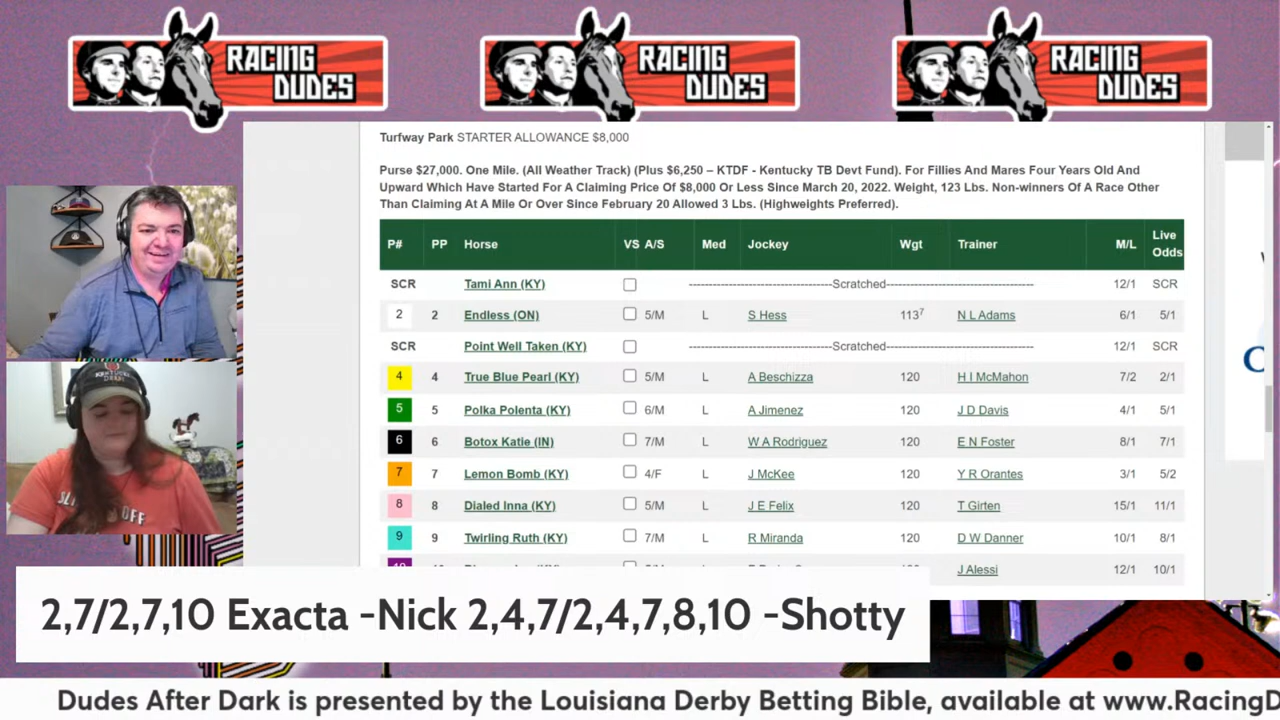 RACING
DUDES
RACING
DUDES
RACING
DUDES
Turfway Park STARTER ALLOWANCE $8,000
Purse $27,000. One Mile. (All Weather Track) (Plus $6,250 – KTDF - Kentucky TB Devt Fund). For Fillies And Mares Four Years Old And
Upward Which Have Started For A Claiming Price Of $8,000 Or Less Since March 20, 2022. Weight, 123 Lbs. Non-winners Of A Race Other
Than Claiming At A Mile Or Over Since February 20 Allowed 3 Lbs. (Highweights Preferred).
P# PP Horse VS A/S Med Jockey Wgt Trainer M/L Live Odds
SCR Tami Ann (KY) ---Scratched--- 12/1 SCR
2 2 Endless (ON) 5/M L S Hess 113⁷ N L Adams 6/1 5/1
SCR Point Well Taken (KY) ---Scratched--- 12/1 SCR
4 4 True Blue Pearl (KY) 5/M L A Beschizza 120 H I McMahon 7/2 2/1
5 5 Polka Polenta (KY) 6/M L A Jimenez 120 J D Davis 4/1 5/1
6 6 Botox Katie (IN) 7/M L W A Rodriguez 120 E N Foster 8/1 7/1
7 7 Lemon Bomb (KY) 4/F L J McKee 120 Y R Orantes 3/1 5/2
8 8 Dialed Inna (KY) 5/M L J E Felix 120 T Girten 15/1 11/1
9 9 Twirling Ruth (KY) 7/M L R Miranda 120 D W Danner 10/1 8/1
J Alessi 12/1 10/1
2,7/2,7,10 Exacta -Nick 2,4,7/2,4,7,8,10 -Shotty
Dudes After Dark is presented by the Louisiana Derby Betting Bible, available at www.RacingD